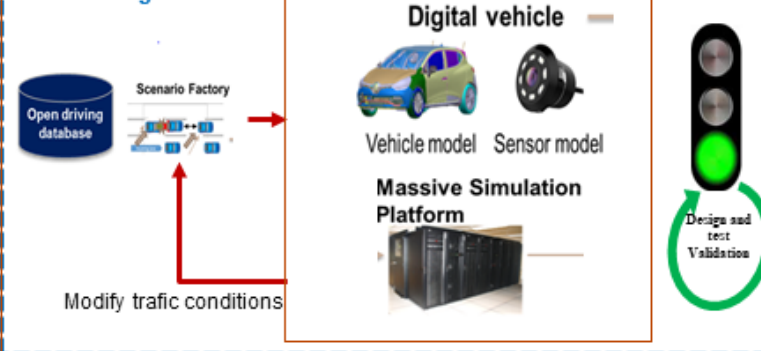 Digital vehicle
Scenario Factory
Open driving
database
Vehicle model Sensor model
Massive Simulation
Platform
Design and
test
Validation
Modify trafic conditions